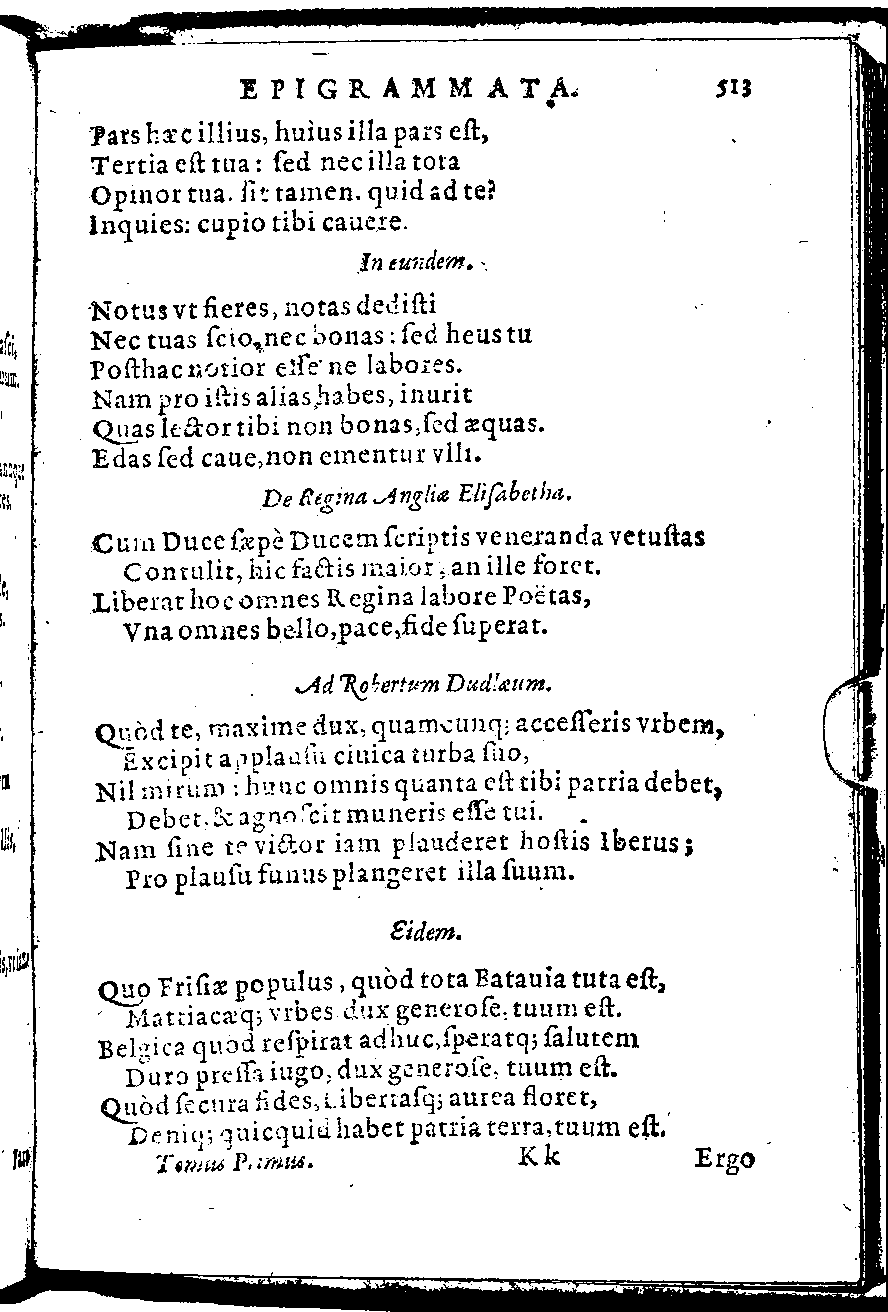 EPIGRAMMATA. 513
Pars hæc illius, huius illa pars eſt,
Tertia eſt tua: ſed nec illa tota
Opinor tua. ſit tamen. quid ad te?
Inquies: cupio tibi cauere.
In eundem.
Notus vt fieres, notas dediſti
Nec tuas ſcio, nec bonas: ſed heus tu
Poſthac notior eſſe ne labores.
Nam pro iſtis alias habes, inurit
Quas lector tibi non bonas, ſed æquas.
Edas ſed caue, non ementur vlli.
De Regina Angliæ Eliſabetha.
Cum Duce ſæpè Ducem ſcriptis veneranda vetuſtas
Contulit, hic factis maior, an ille foret.
Liberat hoc omnes Regina labore Poëtas,
Vna omnes bello, pace, fide ſuperat.
Ad Robertum Dudlæum.
Quòd te, maxime dux, quamcunq; acceſſeris vrbem,
Excipit applauſu ciuica turba ſuo,
Nil mirum: hunc omnis quanta eſt tibi patria debet,
Debet, & agnoſcit muneris eſſe tui.
Nam ſine te victor iam plauderet hoſtis Iberus;
Pro plauſu funus plangeret illa ſuum.
Eidem.
Quo Friſiæ populus, quòd tota Batauia tuta eſt,
Mattiacæq; vrbes, dux generoſe, tuum eſt.
Belgica quod reſpirat adhuc, ſperatq; ſalutem
Duro preſſa iugo, dux generoſe, tuum eſt.
Quòd ſecura fides, Libertaſq; aurea floret,
Deniq; quicquid habet patria terra, tuum eſt.
Tomus Primus. Kk Ergo